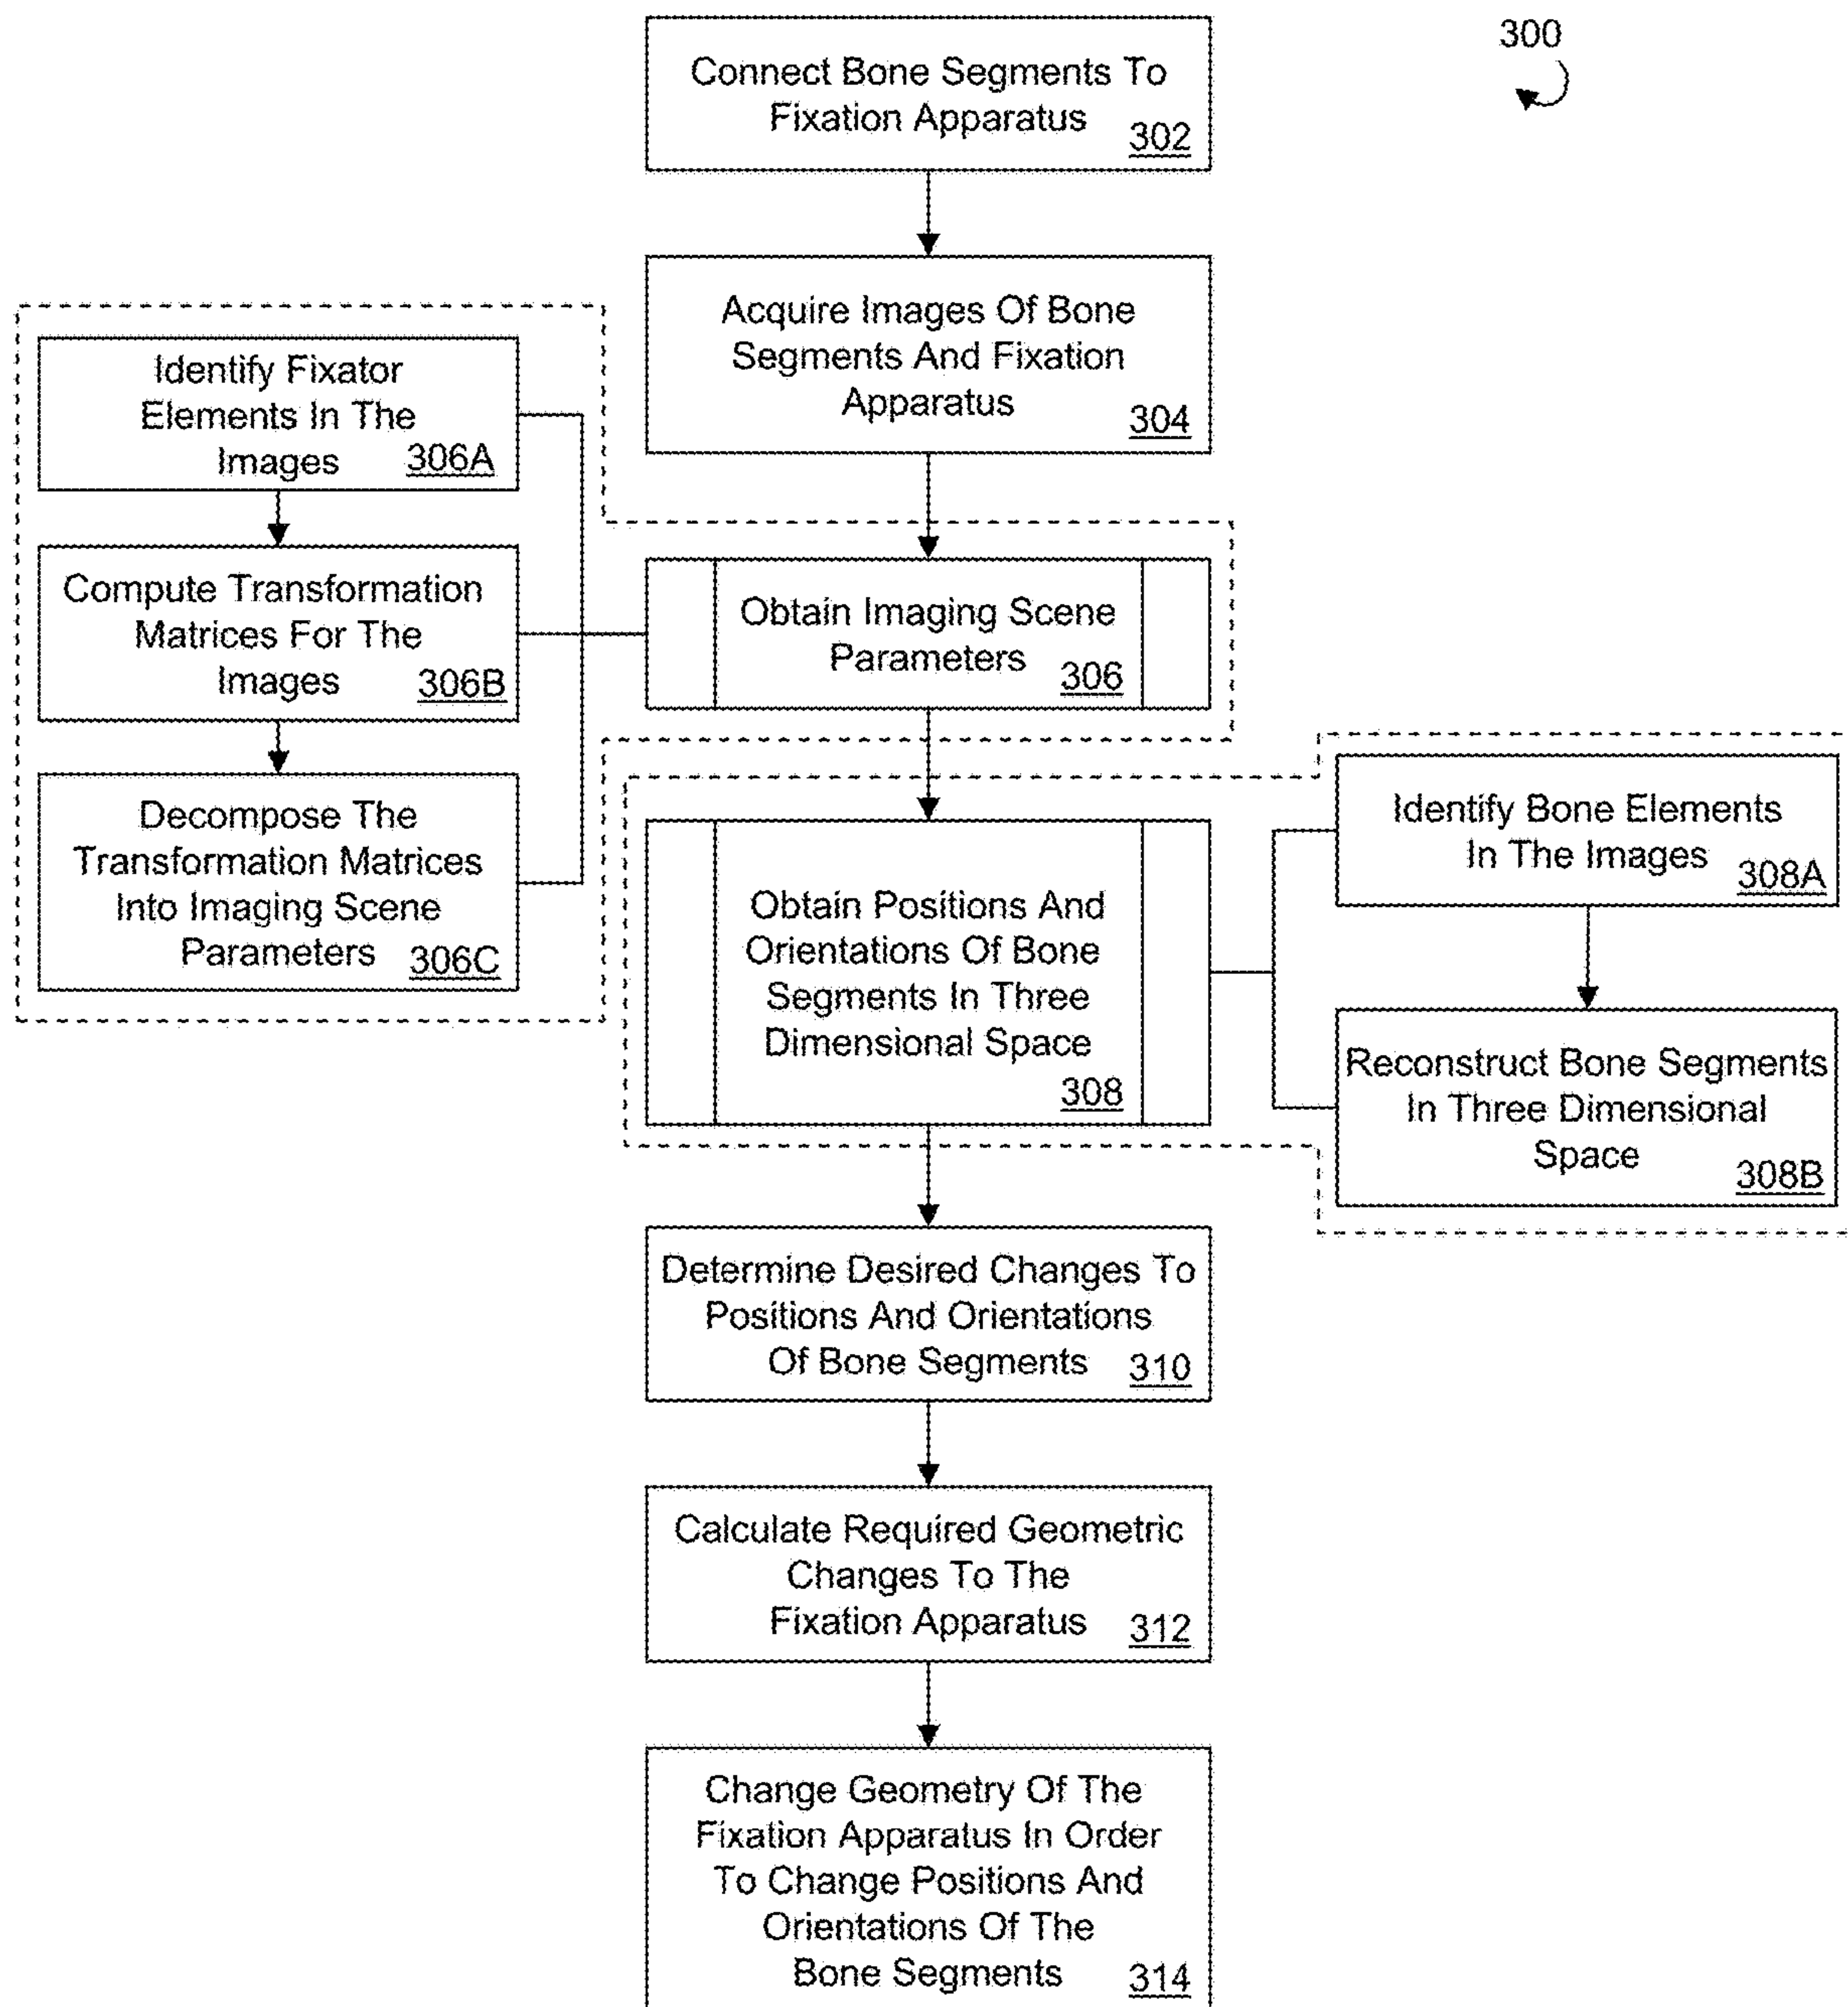 300
Connect Bone Segments To
Fixation Apparatus
302
Acquire Images Of Bone
Segments And Fixation
Apparatus
304
Identify Fixator
Elements In The
Images
306A
Compute Transformation
Matrices For The
Images
306B
Decompose The
Transformation Matrices
Into Imaging Scene
Parameters
306C
Obtain Imaging Scene
Parameters
306
Obtain Positions And
Orientations Of Bone
Segments In Three
Dimensional Space
308
Identify Bone Elements
In The Images
308A
Reconstruct Bone Segments
In Three Dimensional
Space
308B
Determine Desired Changes To
Positions And Orientations
Of Bone Segments
310
Calculate Required Geometric
Changes To The
Fixation Apparatus
312
Change Geometry Of The
Fixation Apparatus In Order
To Change Positions And
Orientations Of The
Bone Segments
314